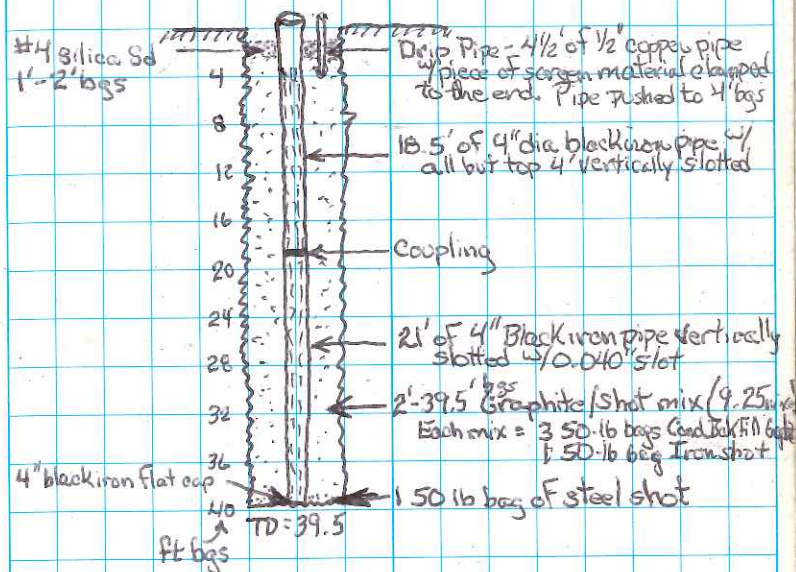 #4 Silica Sd
1'-2' bgs
4
8
12
16
20
24
28
32
36
40
4" black iron flat cap
ft bgs
TD = 39.5
Drip Pipe - 4 1/2' of 1/2" copper pipe
w/ piece of screen material clamped
to the end. Pipe pushed to 4' bgs
18.5' of 4" dia black iron pipe w/
all but top 4' vertically slotted
Coupling
21' of 4" Black iron pipe vertically
slotted w/ 0.040" slot
2'-39.5' bgs Graphite/shot mix (9.25
Each mix = 3 50-lb bags Cond. Back Fill
1 50-lb bag Iron shot
1 50 lb bag of steel shot